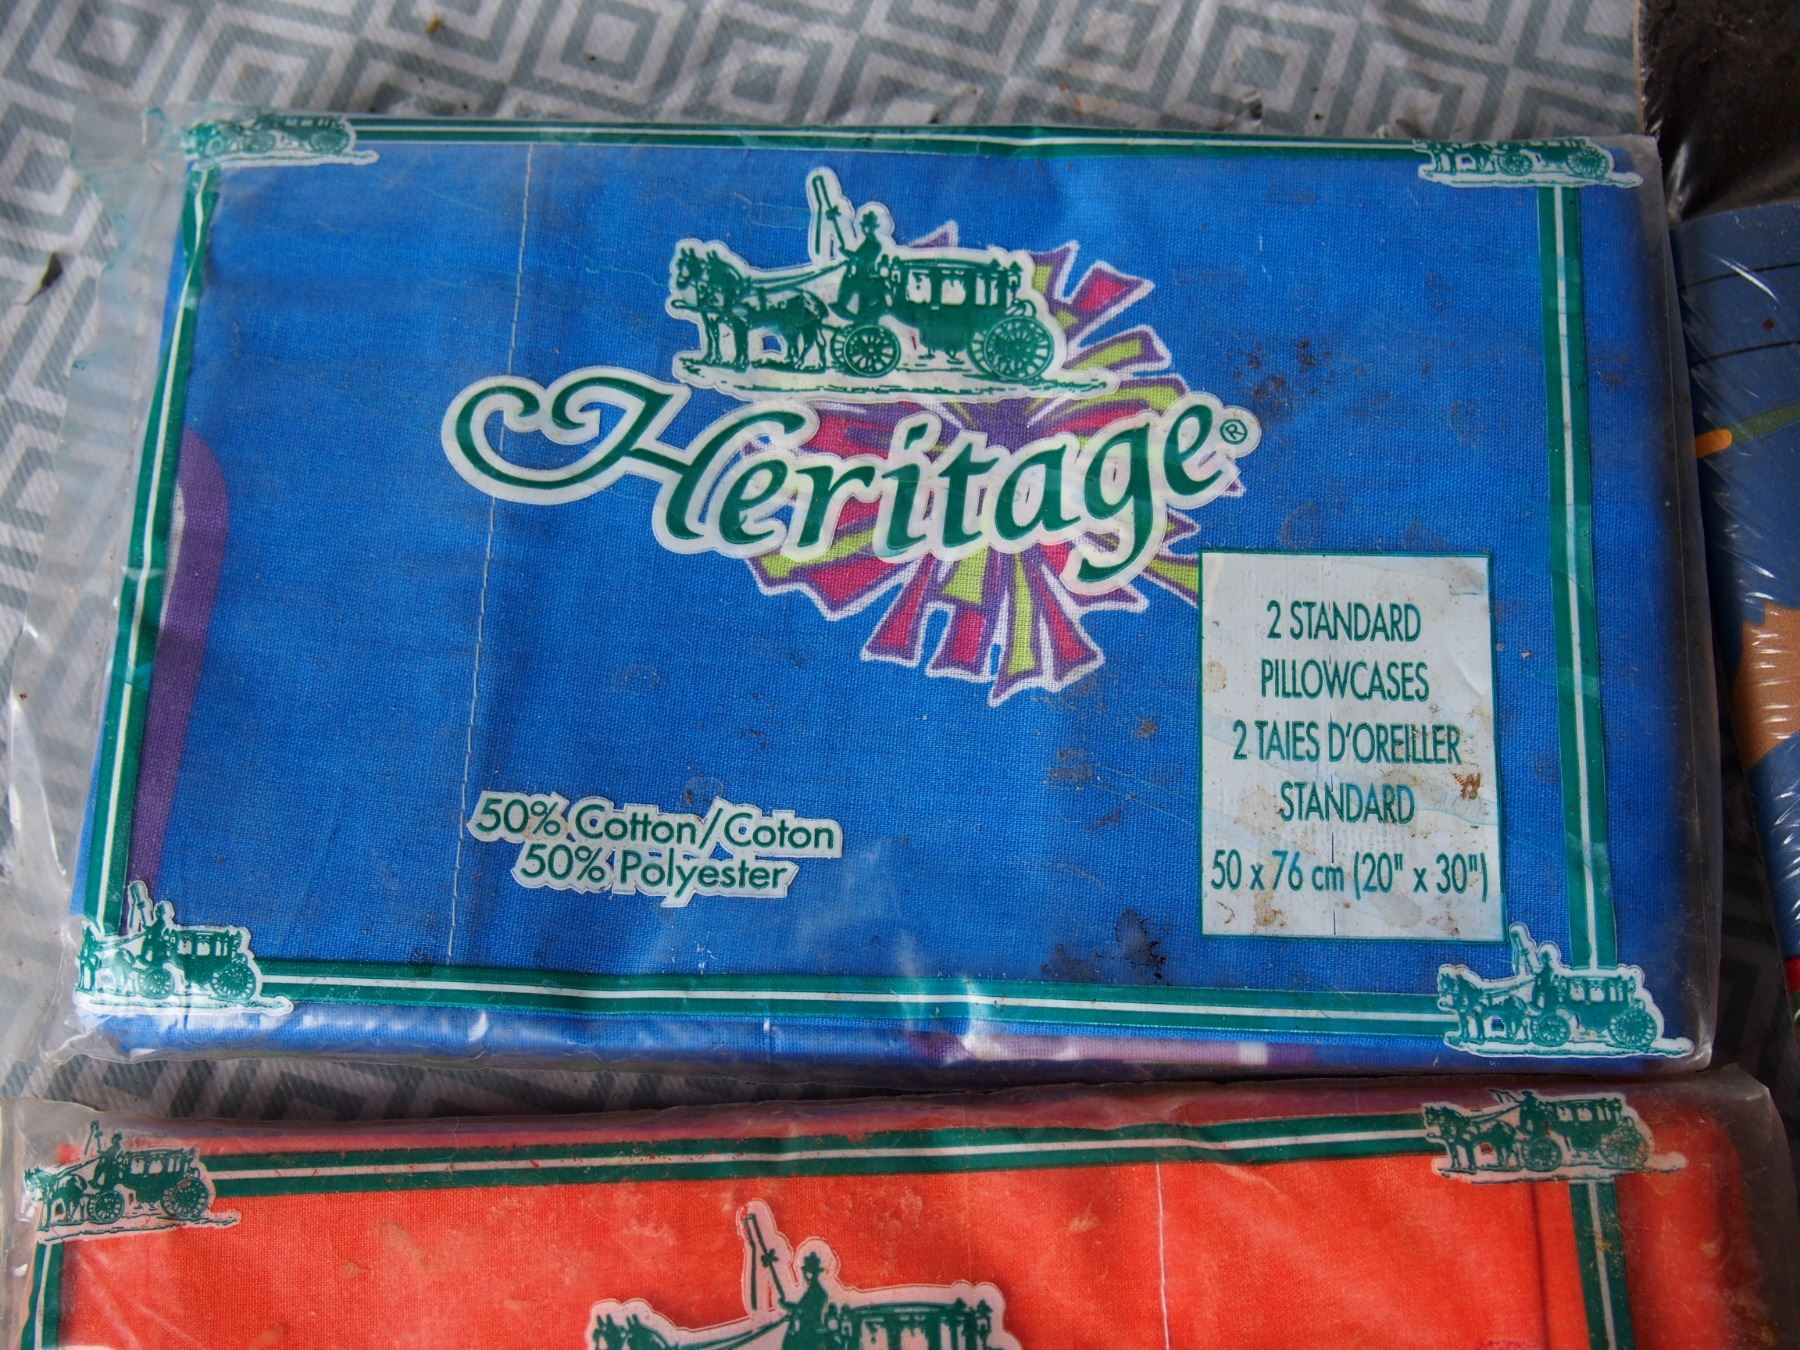 Heritage®
2 STANDARD
PILLOWCASES
2 TAIES D'OREILLER
STANDARD
50 x 76 cm (20" x 30")
50% Cotton/Coton
50% Polyester